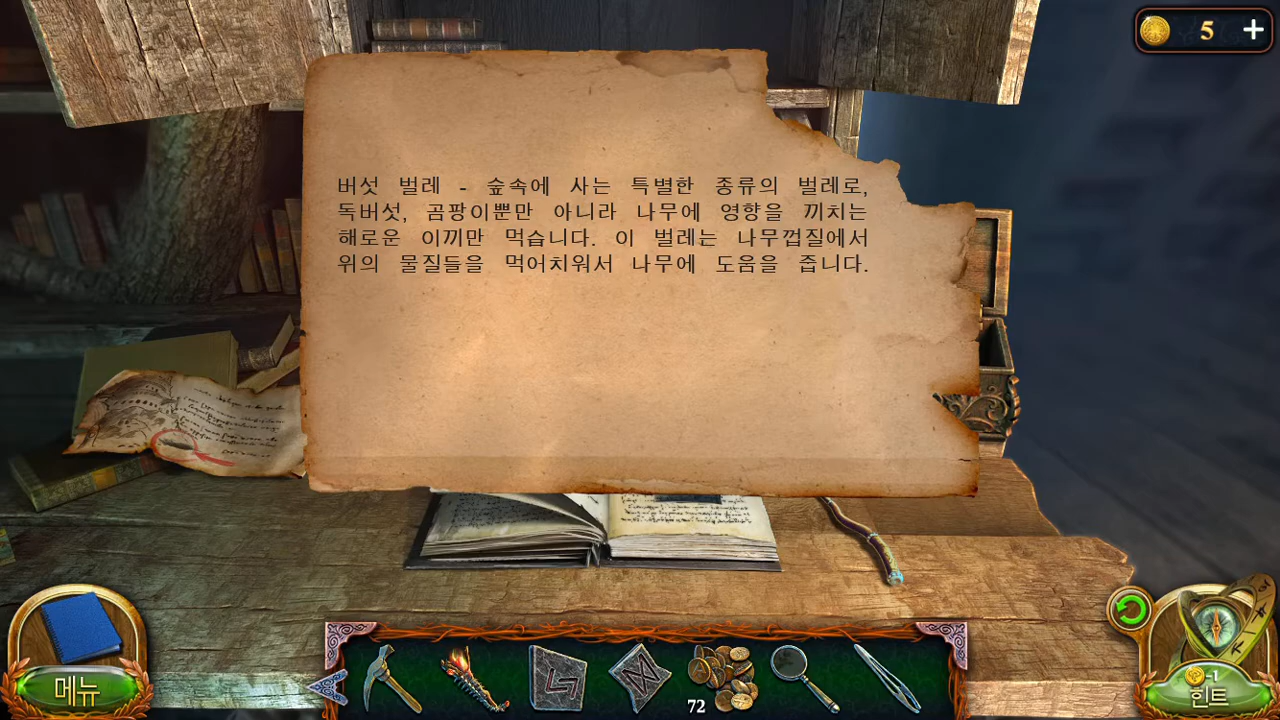 5
버섯 벌레 - 숲속에 사는 특별한 종류의 벌레로,
독버섯, 곰팡이뿐만 아니라 나무에 영향을 끼치는
해로운 이끼만 먹습니다. 이 벌레는 나무껍질에서
위의 물질들을 먹어치워서 나무에 도움을 줍니다.
메뉴
72
-1
힌트